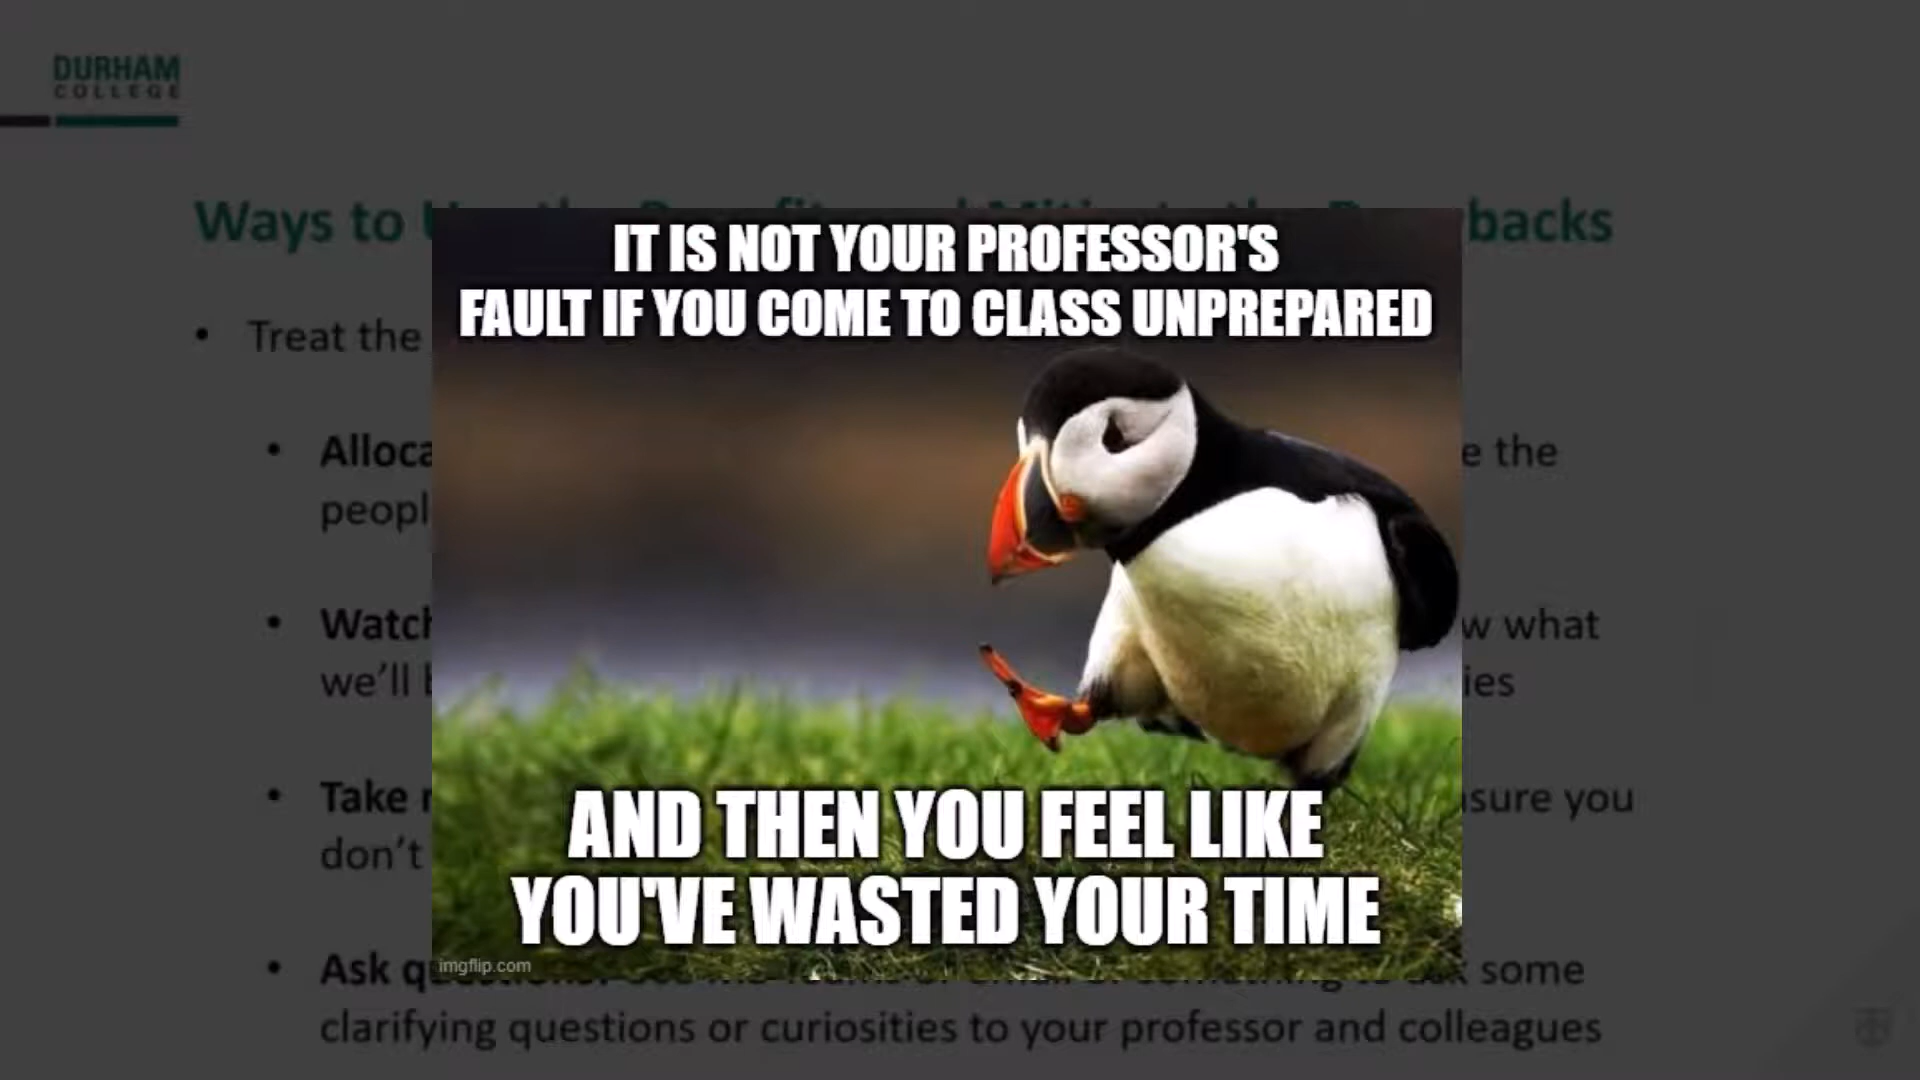 DURHAM
COLLEGE
Ways to
backs
Treat the
IT IS NOT YOUR PROFESSOR'S
FAULT IF YOU COME TO CLASS UNPREPARED
e the
peopl
w what
we'll
ies
Take
sure you
don't
AND THEN YOU FEEL LIKE
YOU'VE WASTED YOUR TIME
imgflip.com
Ask
some
clarifying questions or curiosities to your professor and colleagues